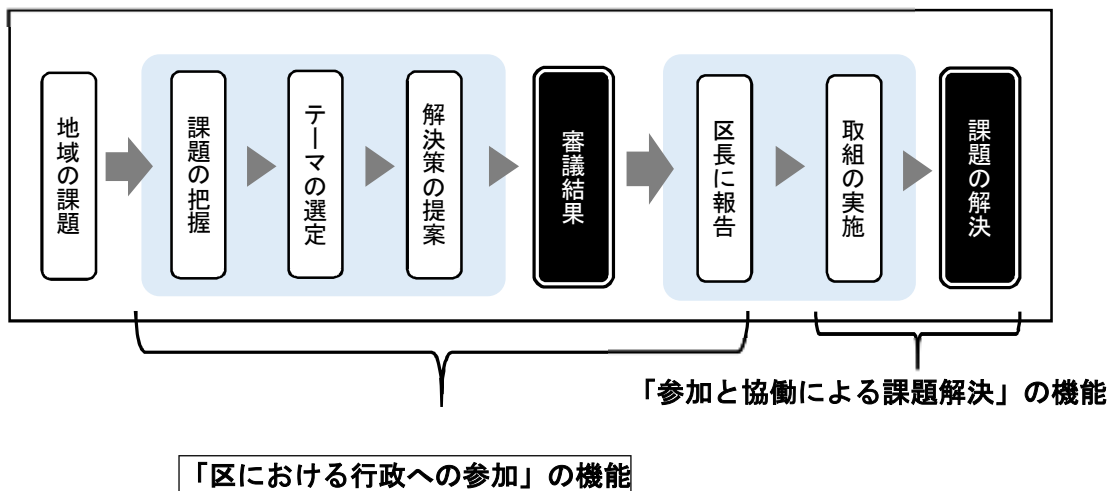 地域の課題
課題の把握
テーマの選定
解決策の提案
審議結果
区長に報告
取組の実施
課題の解決
「参加と協働による課題解決」の機能
「区における行政への参加」の機能